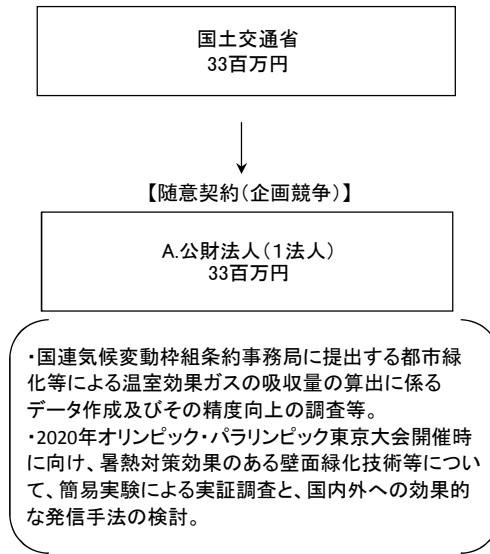 国土交通省
33百万円
【随意契約(企画競争)】
A.公財法人(1法人)
33百万円
・国連気候変動枠組条約事務局に提出する都市緑
化等による温室効果ガスの吸収量の算出に係る
データ作成及びその精度向上の調査等。
・2020年オリンピック・パラリンピック東京大会開催時
に向け、暑熱対策効果のある壁面緑化技術等につい
て、簡易実験による実証調査と、国内外への効果的
な発信手法の検討。